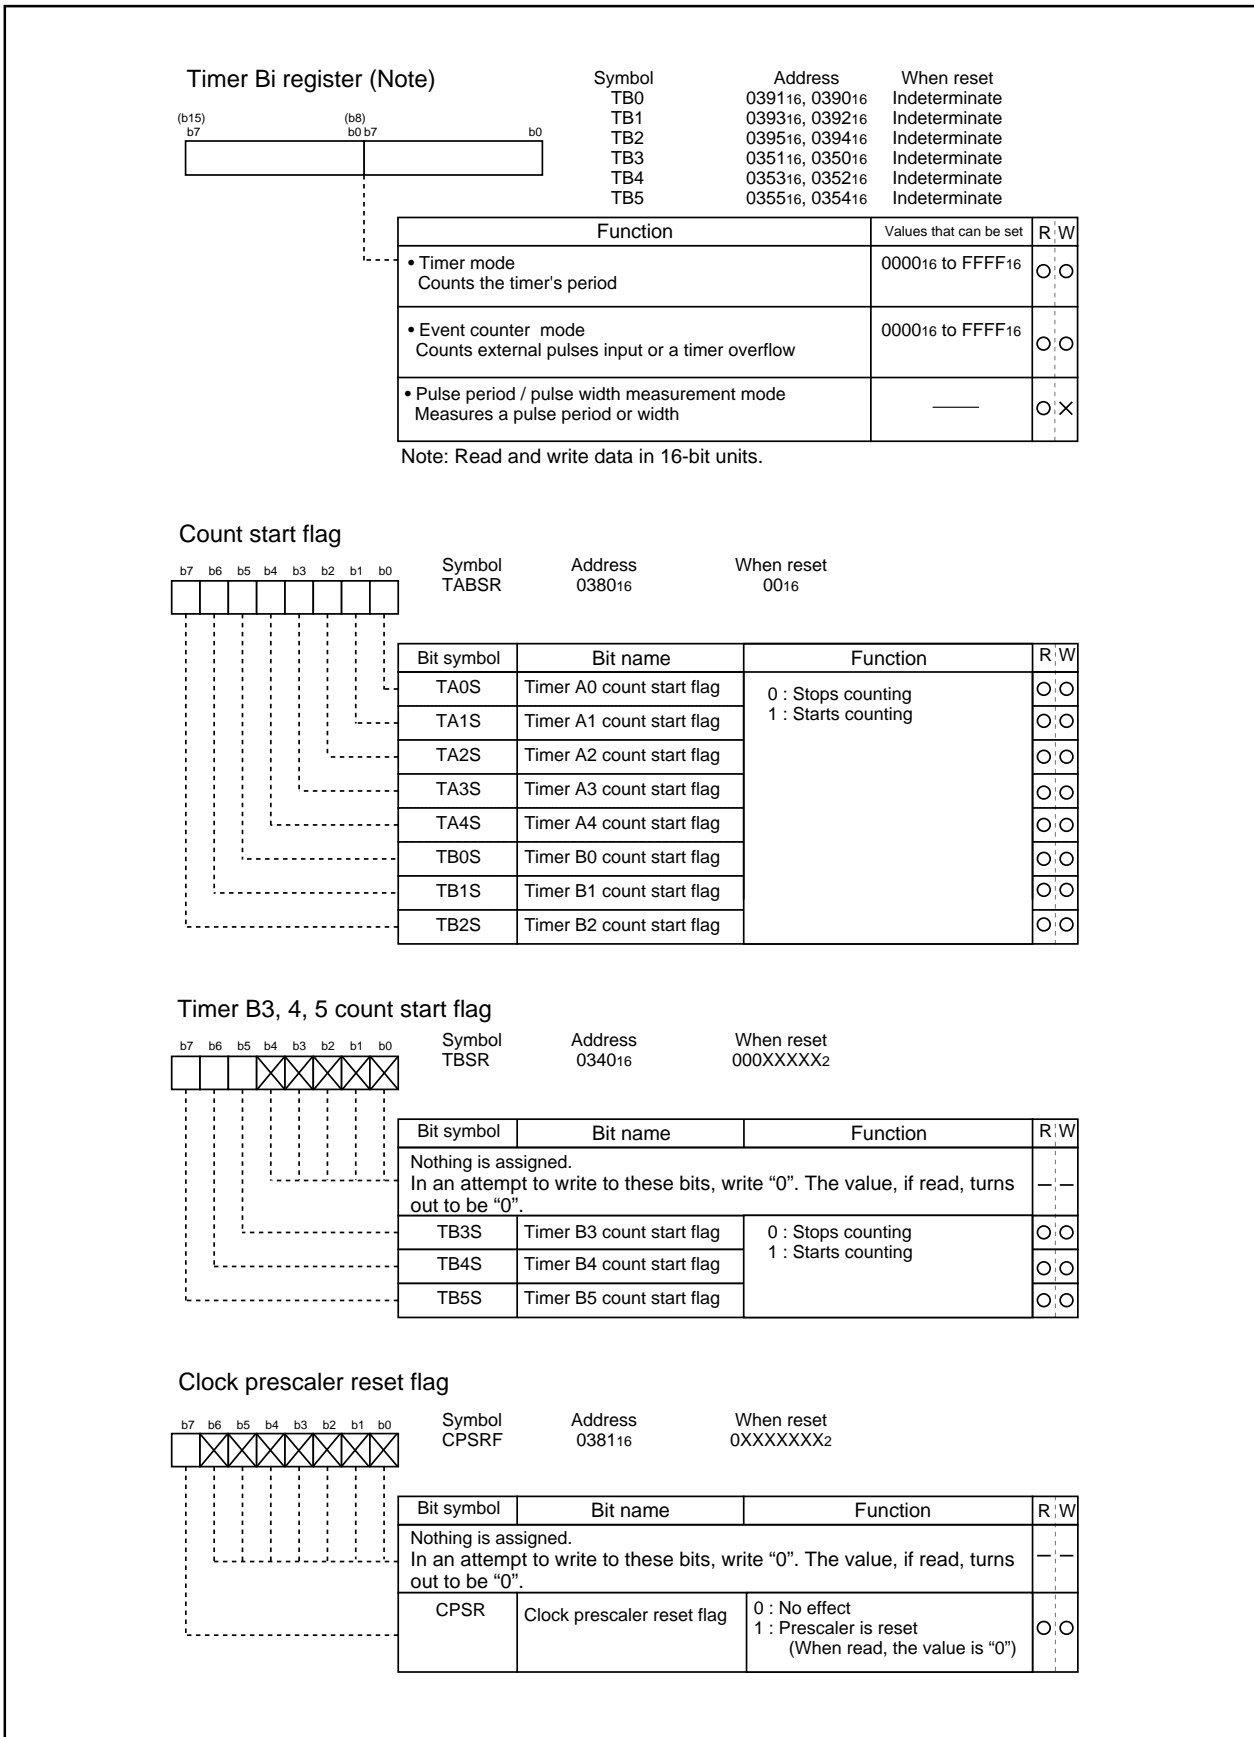 Timer Bi register (Note)
Symbol Address When reset
TB0 039116, 039016 Indeterminate
TB1 039316, 039216 Indeterminate
TB2 039516, 039416 Indeterminate
TB3 035116, 035016 Indeterminate
TB4 035316, 035216 Indeterminate
TB5 035516, 035416 Indeterminate
(b15) (b8)
b7 b0 b7 b0
Function Values that can be set R W
• Timer mode 000016 to FFFF16
Counts the timer's period
• Event counter mode 000016 to FFFF16
Counts external pulses input or a timer overflow
• Pulse period / pulse width measurement mode
Measures a pulse period or width
Note: Read and write data in 16-bit units.
Count start flag
Symbol Address When reset
TABSR 038016 0016
b7 b6 b5 b4 b3 b2 b1 b0
Bit symbol Bit name Function R W
TA0S Timer A0 count start flag 0 : Stops counting
1 : Starts counting
TA1S Timer A1 count start flag
TA2S Timer A2 count start flag
TA3S Timer A3 count start flag
TA4S Timer A4 count start flag
TB0S Timer B0 count start flag
TB1S Timer B1 count start flag
TB2S Timer B2 count start flag
Timer B3, 4, 5 count start flag
Symbol Address When reset
TBSR 034016 000XXXXX2
b7 b6 b5 b4 b3 b2 b1 b0
Bit symbol Bit name Function R W
Nothing is assigned.
In an attempt to write to these bits, write “0”. The value, if read, turns
out to be “0”.
TB3S Timer B3 count start flag 0 : Stops counting
1 : Starts counting
TB4S Timer B4 count start flag
TB5S Timer B5 count start flag
Clock prescaler reset flag
Symbol Address When reset
CPSRF 038116 0XXXXXXX2
b7 b6 b5 b4 b3 b2 b1 b0
Bit symbol Bit name Function R W
Nothing is assigned.
In an attempt to write to these bits, write “0”. The value, if read, turns
out to be “0”.
CPSR Clock prescaler reset flag 0 : No effect
1 : Prescaler is reset
(When read, the value is “0”)